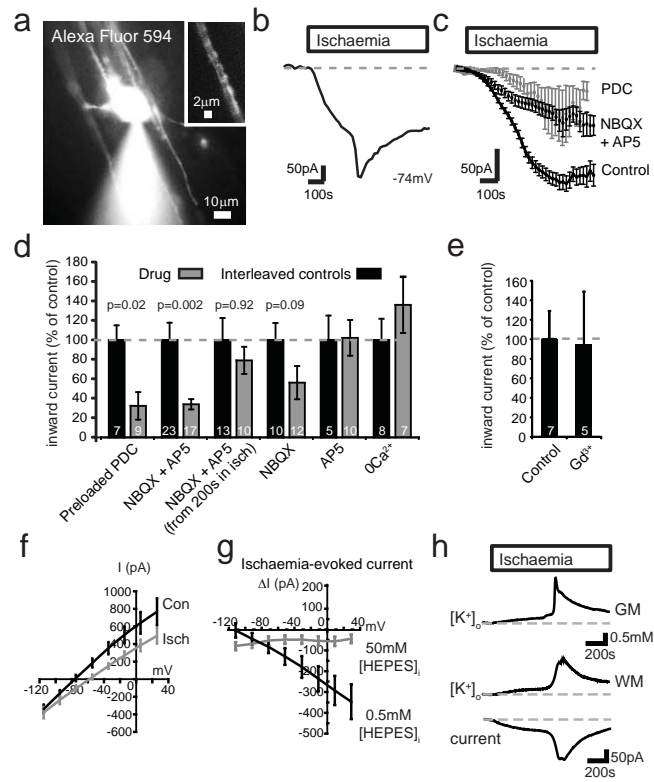 a
Alexa Fluor 594
2μm
10μm
b
Ischaemia
50pA
100s
-74mV
c
Ischaemia
PDC
NBQX
+ AP5
Control
50pA
100s
d
Drug
Interleaved controls
inward current (% of control)
180
160
140
120
100
80
60
40
20
0
p=0.02
p=0.002
p=0.92
p=0.09
7 9 23 17 13 10 10 12 5 10 8 7
Preloaded PDC
NBQX + AP5
NBQX + AP5
(from 200s in isch)
NBQX
AP5
0Ca²⁺
e
inward current (% of control)
160
140
120
100
80
60
40
20
0
7 5
Control
Gd³⁺
f
I (pA)
1000
800
600
400
200
-200
-400
-600
Con
Isch
mV
-120 -80 -40 0 40
g
Ischaemia-evoked current
ΔI (pA)
200
100
-120 -80 -40 0 40
mV
-100
-200
-300
-400
-500
50mM
[HEPES]i
0.5mM
[HEPES]i
h
Ischaemia
[K⁺]o
GM
0.5mM
200s
[K⁺]o
WM
current
50pA
200s